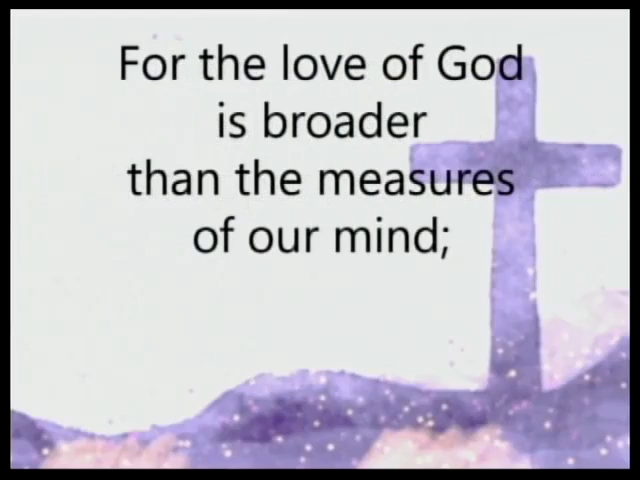 For the love of God
is broader
than the measures
of our mind;